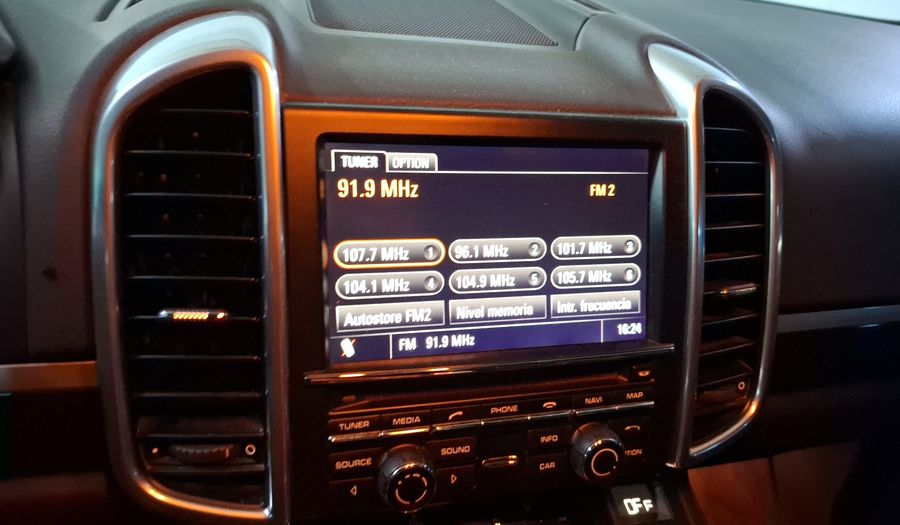 TUNER OPTION
91.9 MHz FM 2
107.7 MHz 1 96.1 MHz 2 101.7 MHz 3
104.1 MHz 4 104.9 MHz 5 105.7 MHz 6
Autostore FM2 Nivel memoria Intr. frecuencia
FM 91.9 MHz 16:24
TUNER MEDIA PHONE NAVI MAP
SOURCE SOUND INFO
CAR
OFF